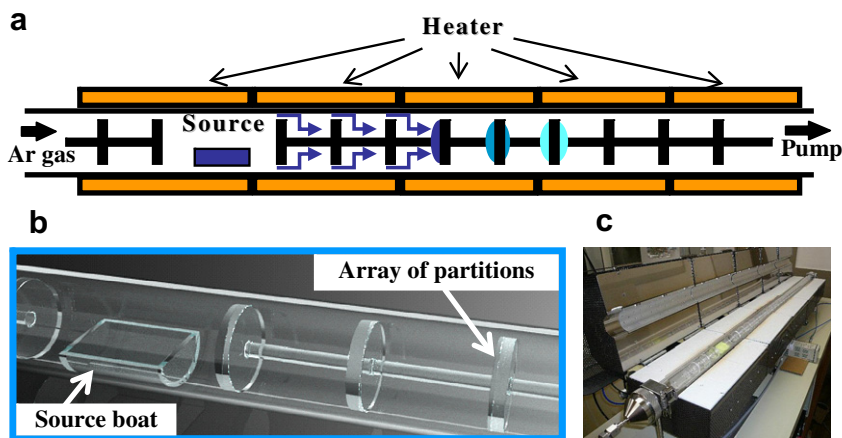 a
Heater
Source
Ar gas
Pump
b
c
Array of partitions
Source boat